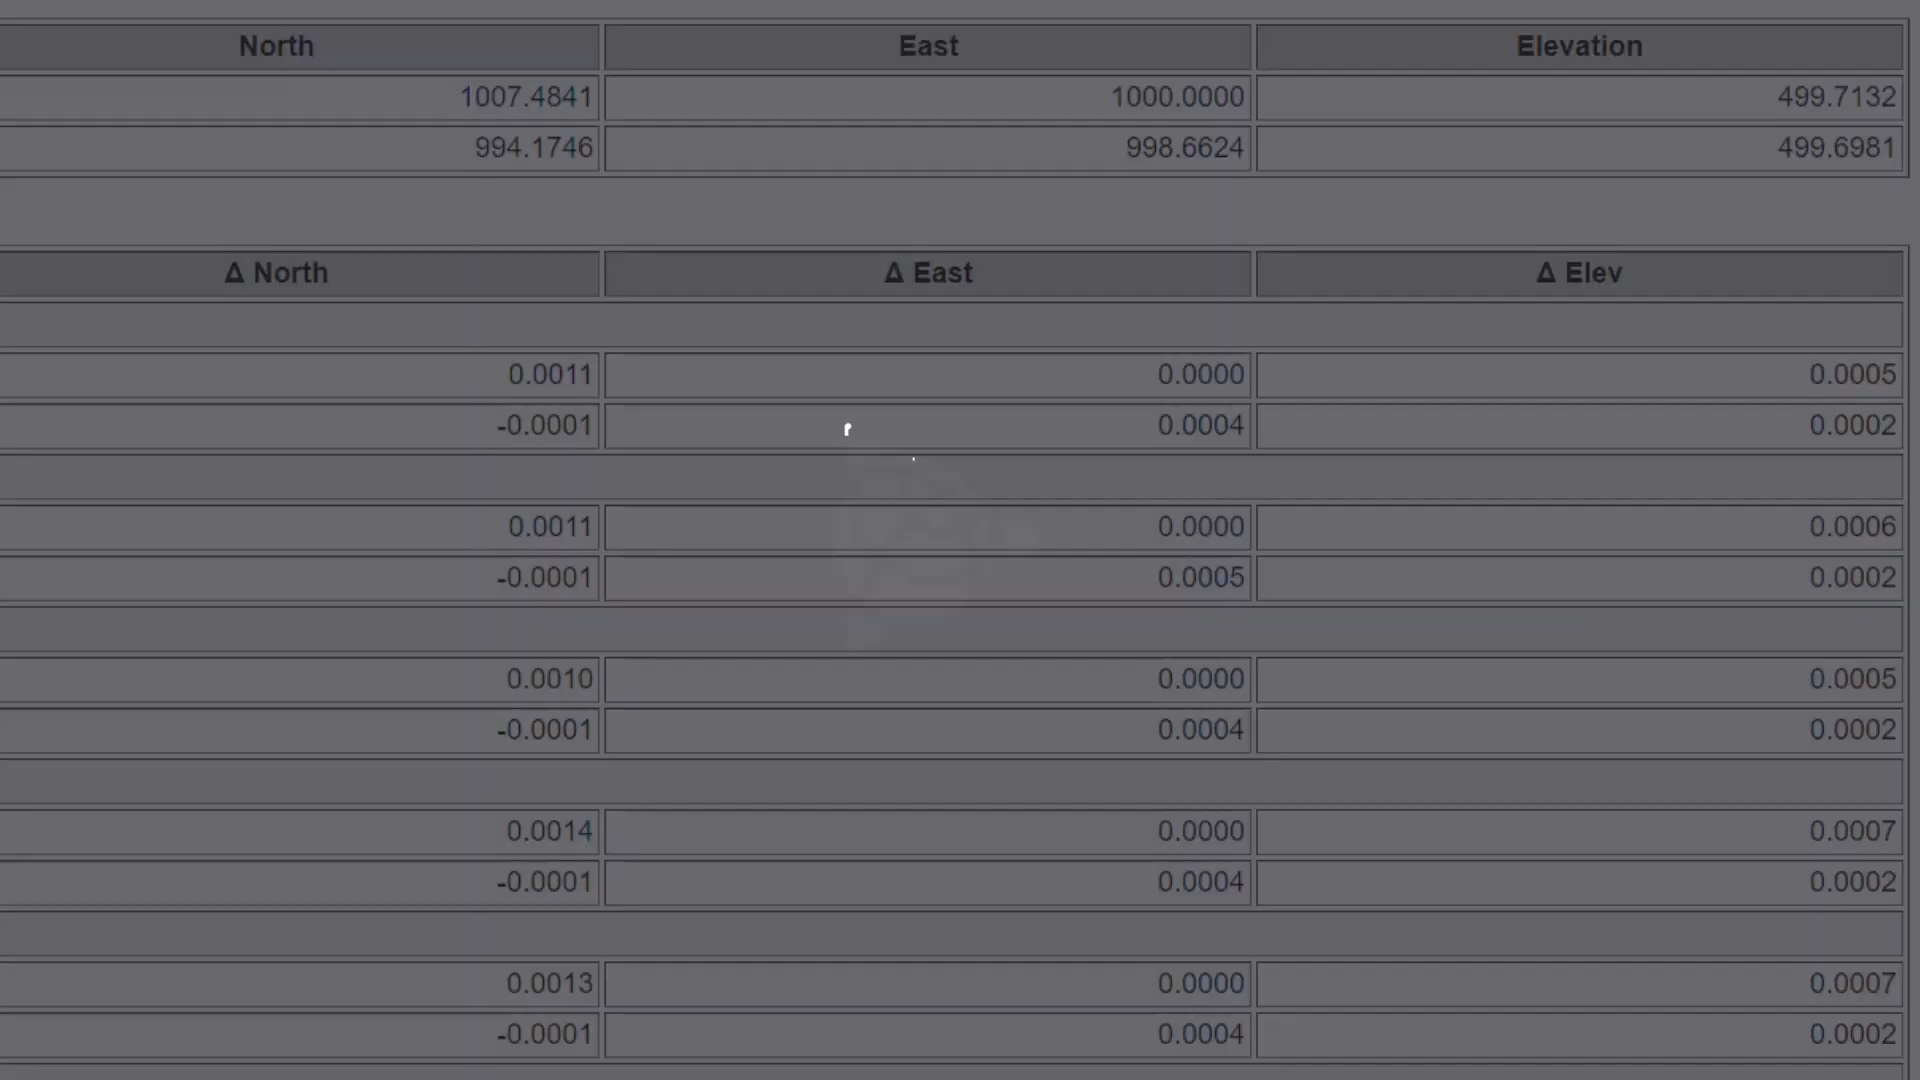 North East Elevation
1007.4841 1000.0000 499.7132
994.1746 998.6624 499.6981
Δ North Δ East Δ Elev
0.0011 0.0000 0.0005
-0.0001 0.0004 0.0002
0.0011 0.0000 0.0006
-0.0001 0.0005 0.0002
0.0010 0.0000 0.0005
-0.0001 0.0004 0.0002
0.0014 0.0000 0.0007
-0.0001 0.0004 0.0002
0.0013 0.0000 0.0007
-0.0001 0.0004 0.0002